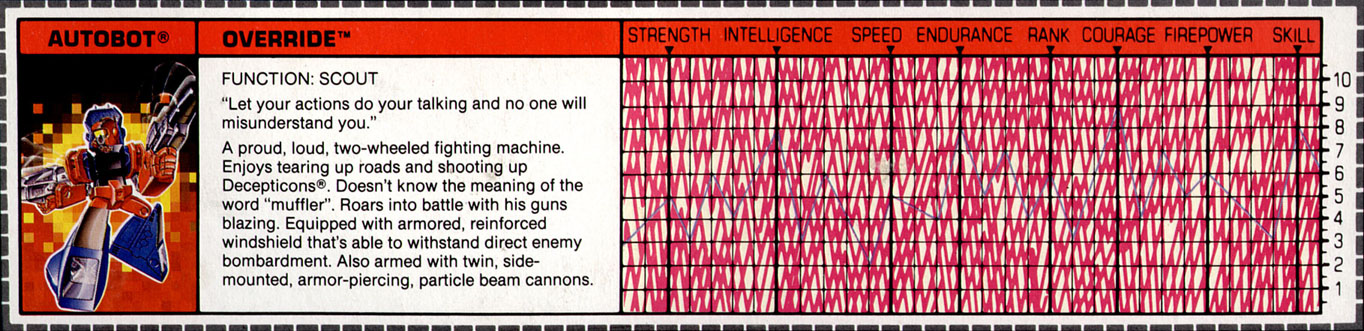 AUTOBOT®
OVERRIDE™
STRENGTH INTELLIGENCE SPEED ENDURANCE RANK COURAGE FIREPOWER SKILL
FUNCTION: SCOUT
“Let your actions do your talking and no one will
misunderstand you.”
A proud, loud, two-wheeled fighting machine.
Enjoys tearing up roads and shooting up
Decepticons®. Doesn’t know the meaning of the
word “muffler”. Roars into battle with his guns
blazing. Equipped with armored, reinforced
windshield that’s able to withstand direct enemy
bombardment. Also armed with twin, side-
mounted, armor-piercing, particle beam cannons.
10
9
8
7
6
5
4
3
2
1